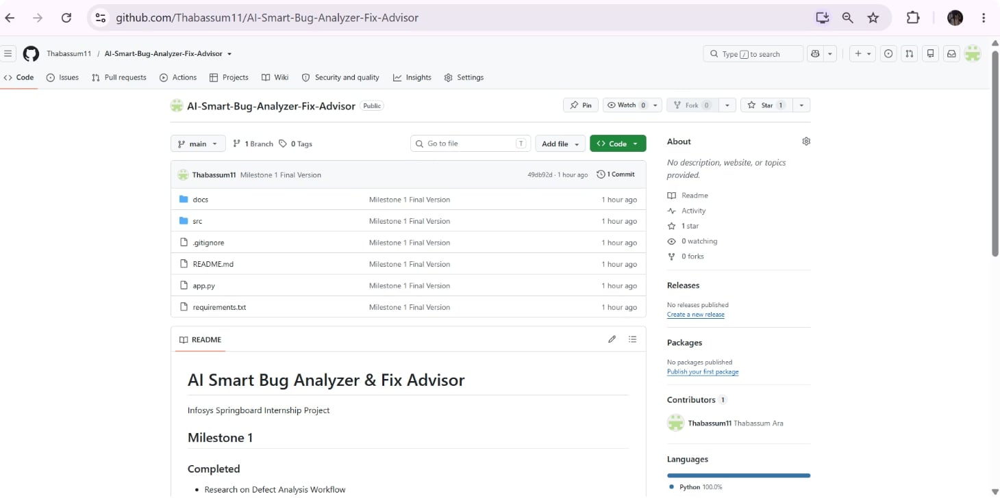 github.com/Thabassum11/AI-Smart-Bug-Analyzer-Fix-Advisor
Thabassum11 / AI-Smart-Bug-Analyzer-Fix-Advisor
Type / to search
Code Issues Pull requests Actions Projects Wiki Security and quality Insights Settings
AI-Smart-Bug-Analyzer-Fix-Advisor Public
Pin Watch 0 Fork 0 Star 1
main 1 Branch 0 Tags
Go to file T Add file Code
Thabassum11 Milestone 1 Final Version 49db92d · 1 hour ago 1 Commit
docs Milestone 1 Final Version 1 hour ago
src Milestone 1 Final Version 1 hour ago
.gitignore Milestone 1 Final Version 1 hour ago
README.md Milestone 1 Final Version 1 hour ago
app.py Milestone 1 Final Version 1 hour ago
requirements.txt Milestone 1 Final Version 1 hour ago
README
AI Smart Bug Analyzer & Fix Advisor
Infosys Springboard Internship Project
Milestone 1
Completed
• Research on Defect Analysis Workflow
About
No description, website, or topics
provided.
Readme
Activity
1 star
0 watching
0 forks
Releases
No releases published
Create a new release
Packages
No packages published
Publish your first package
Contributors 1
Thabassum11 Thabassum Ara
Languages
Python 100.0%